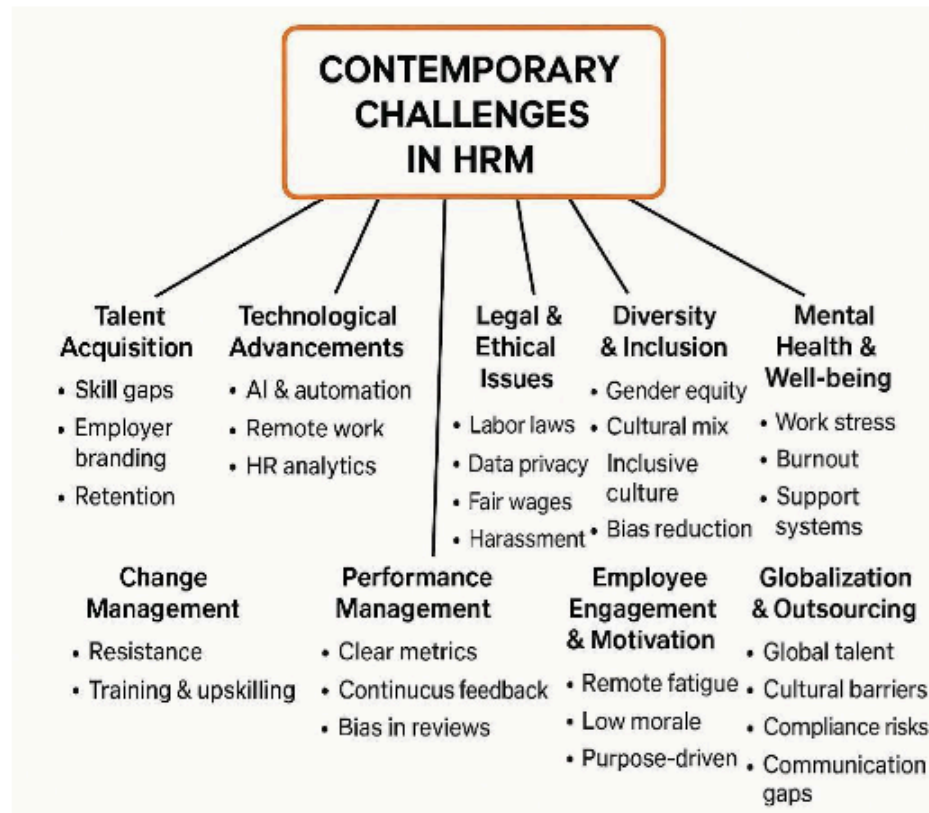 CONTEMPORARY
CHALLENGES
IN HRM
Talent
Acquisition
• Skill gaps
• Employer
branding
• Retention
Technological
Advancements
• AI & automation
• Remote work
• HR analytics
Legal &
Ethical
Issues
• Labor laws
• Data privacy
• Fair wages
• Harassment
Diversity
& Inclusion
• Gender equity
• Cultural mix
Inclusive
culture
• Bias reduction
Mental
Health &
Well-being
• Work stress
• Burnout
• Support
systems
Change
Management
• Resistance
• Training & upskilling
Performance
Management
• Clear metrics
• Continucus feedback
• Bias in reviews
Employee
Engagement
& Motivation
• Remote fatigue
• Low morale
• Purpose-driven
Globalization
& Outsourcing
• Global talent
• Cultural barriers
• Compliance risks
• Communication
gaps